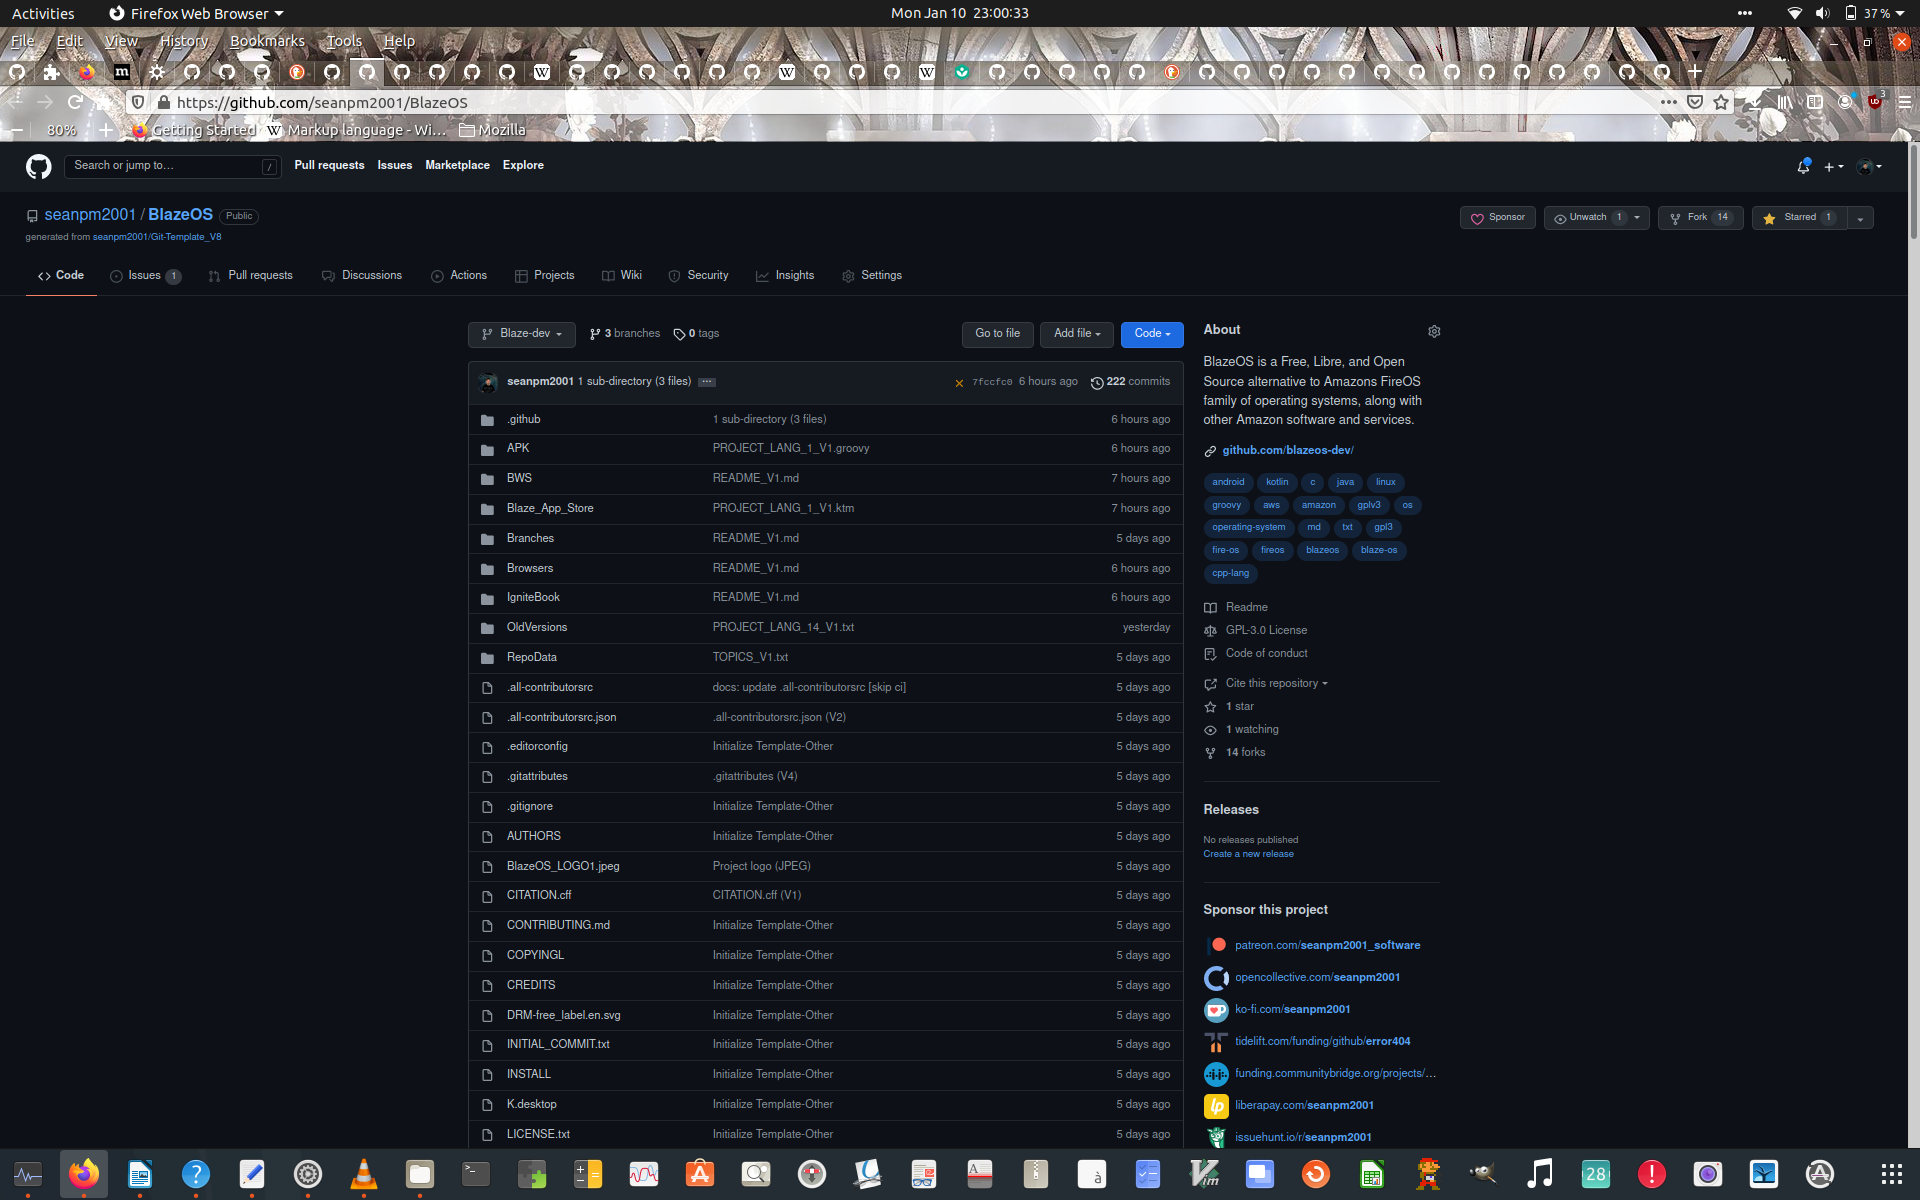 Activities
Firefox Web Browser
Mon Jan 10 23:00:33
37 %
File Edit View History Bookmarks Tools Help
https://github.com/seanpm2001/BlazeOS
3
80%
Getting Started
Markup language - Wi…
Mozilla
Search or jump to…
/
Pull requests Issues Marketplace Explore
seanpm2001 / BlazeOS Public
generated from seanpm2001/Git-Template_V8
Sponsor
Unwatch 1
Fork 14
Starred 1
Code
Issues 1
Pull requests
Discussions
Actions
Projects
Wiki
Security
Insights
Settings
Blaze-dev
3 branches
0 tags
Go to file
Add file
Code
seanpm2001 1 sub-directory (3 files) 7fccfc0 6 hours ago 222 commits
.github 1 sub-directory (3 files) 6 hours ago
APK PROJECT_LANG_1_V1.groovy 6 hours ago
BWS README_V1.md 7 hours ago
Blaze_App_Store PROJECT_LANG_1_V1.ktm 7 hours ago
Branches README_V1.md 5 days ago
Browsers README_V1.md 6 hours ago
IgniteBook README_V1.md 6 hours ago
OldVersions PROJECT_LANG_14_V1.txt yesterday
RepoData TOPICS_V1.txt 5 days ago
.all-contributorsrc docs: update .all-contributorsrc [skip ci] 5 days ago
.all-contributorsrc.json .all-contributorsrc.json (V2) 5 days ago
.editorconfig Initialize Template-Other 5 days ago
.gitattributes .gitattributes (V4) 5 days ago
.gitignore Initialize Template-Other 5 days ago
AUTHORS Initialize Template-Other 5 days ago
BlazeOS_LOGO1.jpeg Project logo (JPEG) 5 days ago
CITATION.cff CITATION.cff (V1) 5 days ago
CONTRIBUTING.md Initialize Template-Other 5 days ago
COPYINGL Initialize Template-Other 5 days ago
CREDITS Initialize Template-Other 5 days ago
DRM-free_label.en.svg Initialize Template-Other 5 days ago
INITIAL_COMMIT.txt Initialize Template-Other 5 days ago
INSTALL Initialize Template-Other 5 days ago
K.desktop Initialize Template-Other 5 days ago
LICENSE.txt Initialize Template-Other 5 days ago
About
BlazeOS is a Free, Libre, and Open
Source alternative to Amazons FireOS
family of operating systems, along with
other Amazon software and services.
github.com/blazeos-dev/
android kotlin c java linux
groovy aws amazon gplv3 os
operating-system md txt gpl3
fire-os fireos blazeos blaze-os
cpp-lang
Readme
GPL-3.0 License
Code of conduct
Cite this repository
1 star
1 watching
14 forks
Releases
No releases published
Create a new release
Sponsor this project
patreon.com/seanpm2001_software
opencollective.com/seanpm2001
ko-fi.com/seanpm2001
tidelift.com/funding/github/error404
funding.communitybridge.org/projects/…
liberapay.com/seanpm2001
issuehunt.io/r/seanpm2001
28